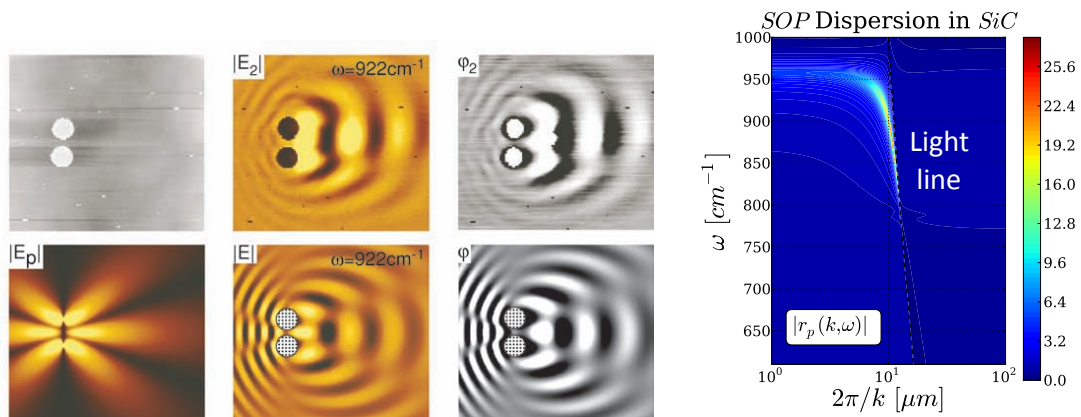 |E₂|
ω=922cm⁻¹
φ₂
|Eₚ|
|E|
ω=922cm⁻¹
φ
SOP Dispersion in SiC
1000
950
900
850
800
750
700
650
ω [cm⁻¹]
Light
line
|rₚ(k,ω)|
10⁰
10¹
10²
2π/k [μm]
25.6
22.4
19.2
16.0
12.8
9.6
6.4
3.2
0.0